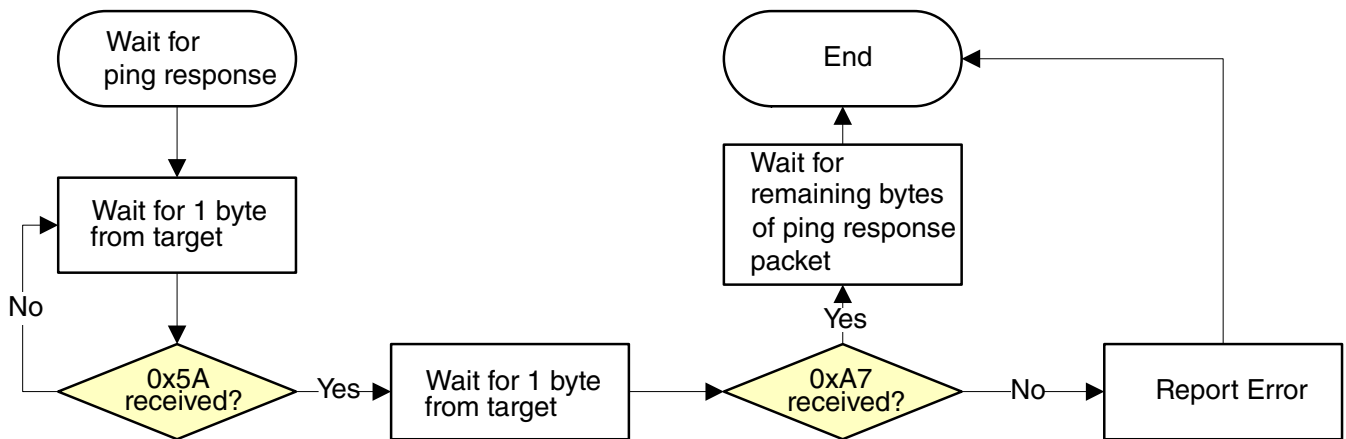 Wait for
ping response
End
Wait for
remaining bytes
of ping response
packet
Wait for 1 byte
from target
No
Yes
0x5A
received?
Yes
Wait for 1 byte
from target
0xA7
received?
No
Report Error